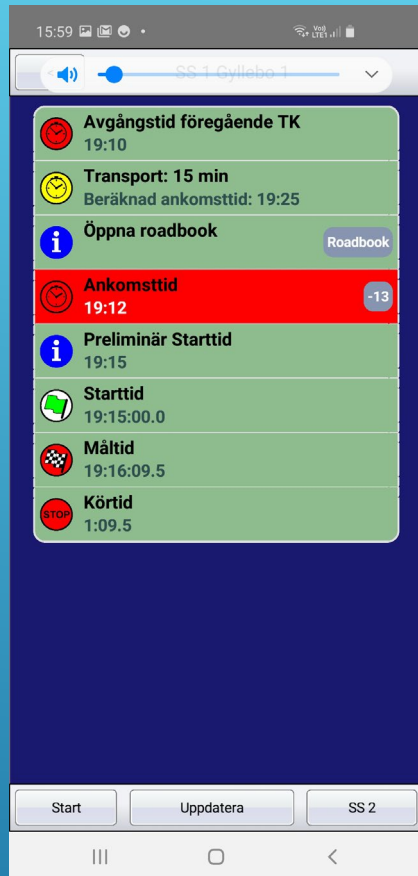 15:59
Vo))
LTE1
SS 1 Gyllebo 1
Avgångstid föregående TK
19:10
Transport: 15 min
Beräknad ankomsttid: 19:25
Öppna roadbook
Roadbook
Ankomsttid
19:12
-13
Preliminär Starttid
19:15
Starttid
19:15:00.0
Måltid
19:16:09.5
STOP
Körtid
1:09.5
Start
Uppdatera
SS 2